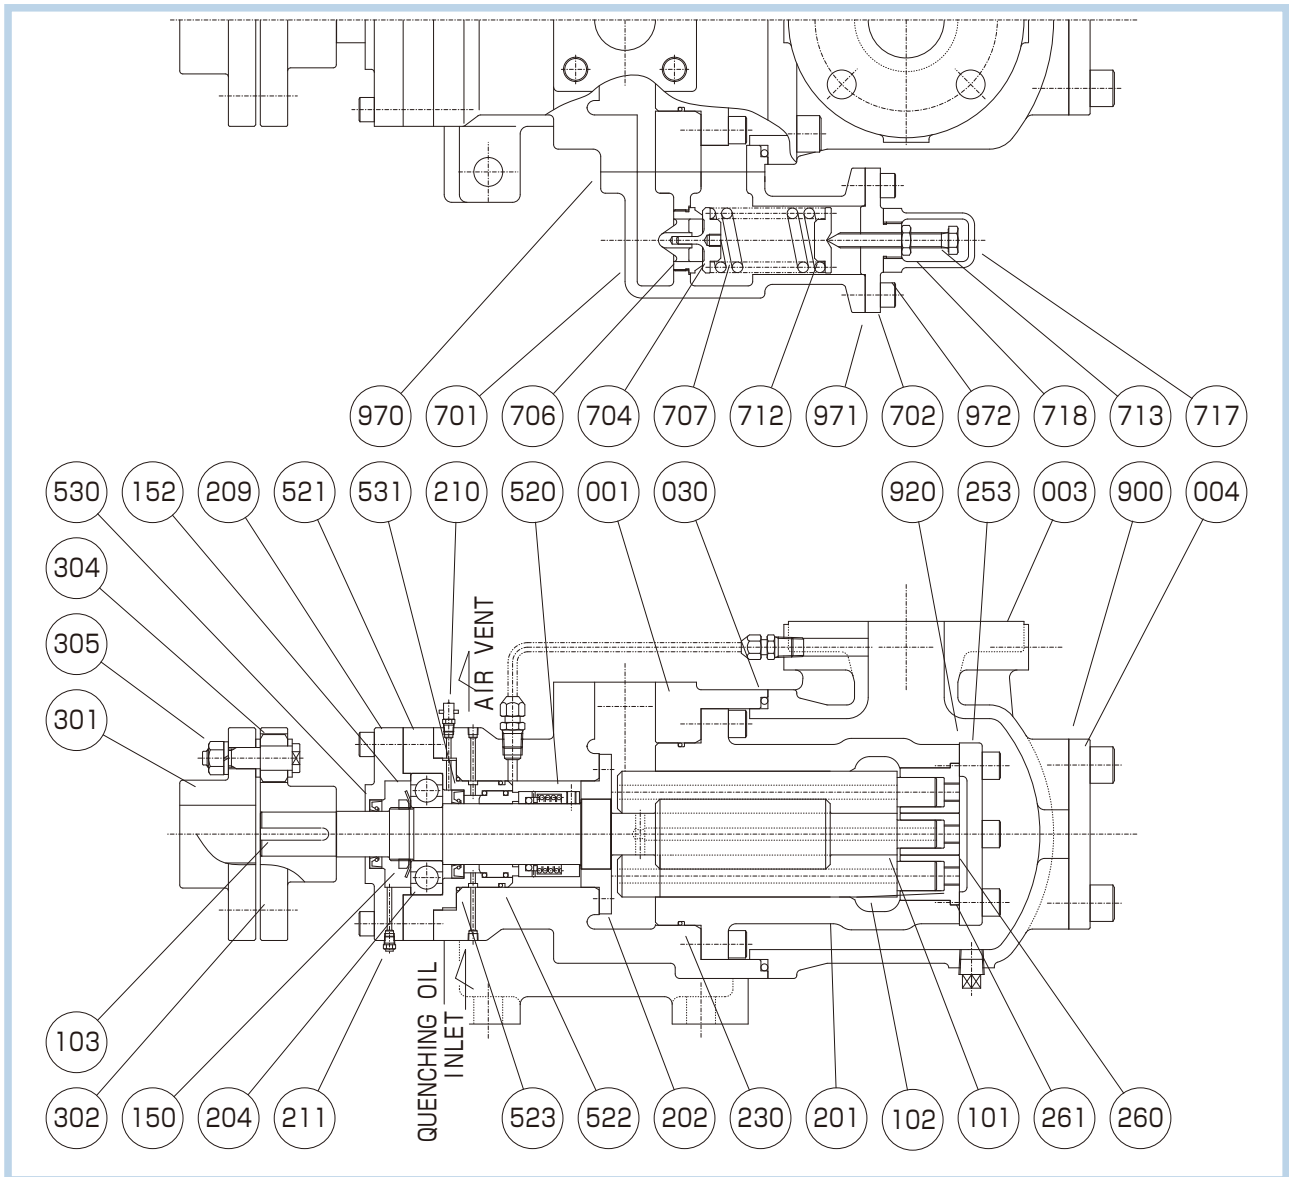 970 701 706 704 707 712 971 702 972 718 713 717
530 152 209 521 531 210 520 001 030 920 253 003 900 004
304
305
301
AIR VENT
103
QUENCHING OIL
INLET
302 150 204 211 523 522 202 230 201 102 101 261 260